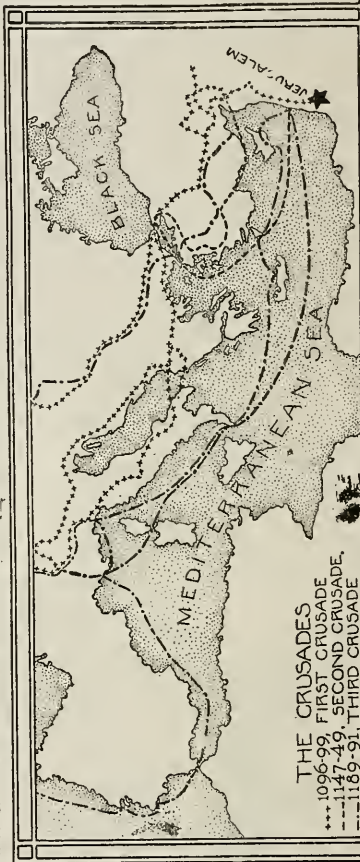 JERUSALEM
BLACK SEA
MEDITERRANEAN SEA
THE CRUSADES
+++ 1096-99, FIRST CRUSADE
---- 1147-49, SECOND CRUSADE,
-·-·- 1189-91, THIRD CRUSADE